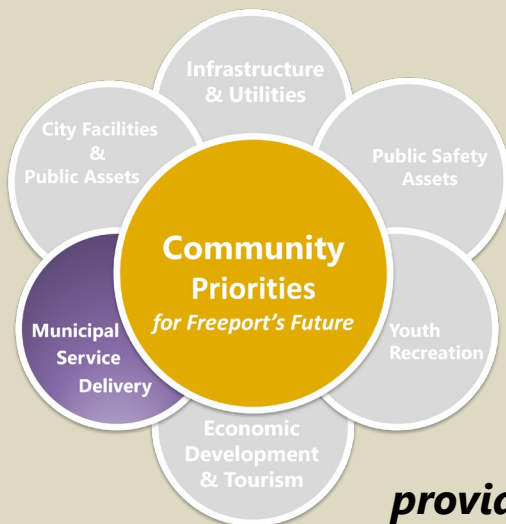 Infrastructure
& Utilities
City Facilities
&
Public Assets
Public Safety
Assets
Community
Priorities
for Freeport's Future
Municipal
Service
Delivery
Youth
Recreation
Economic
Development
& Tourism